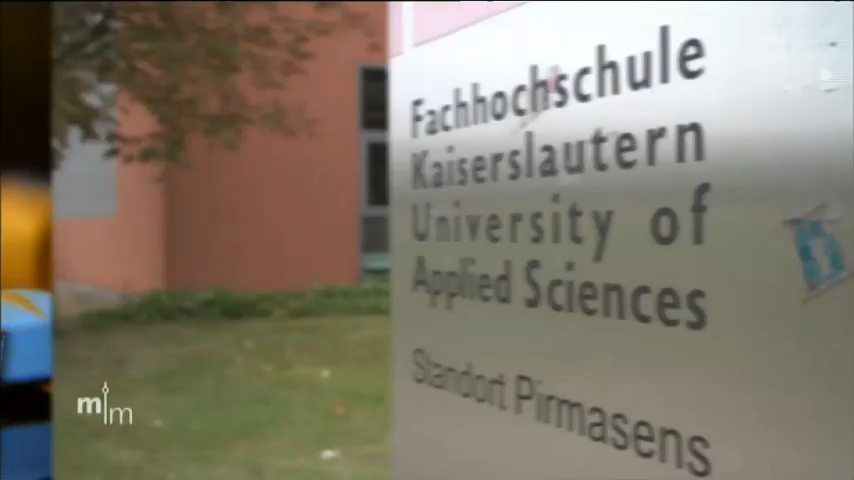 Fachhochschule
Kaiserslautern
University of
Applied Sciences
Standort Pirmasens
m|m